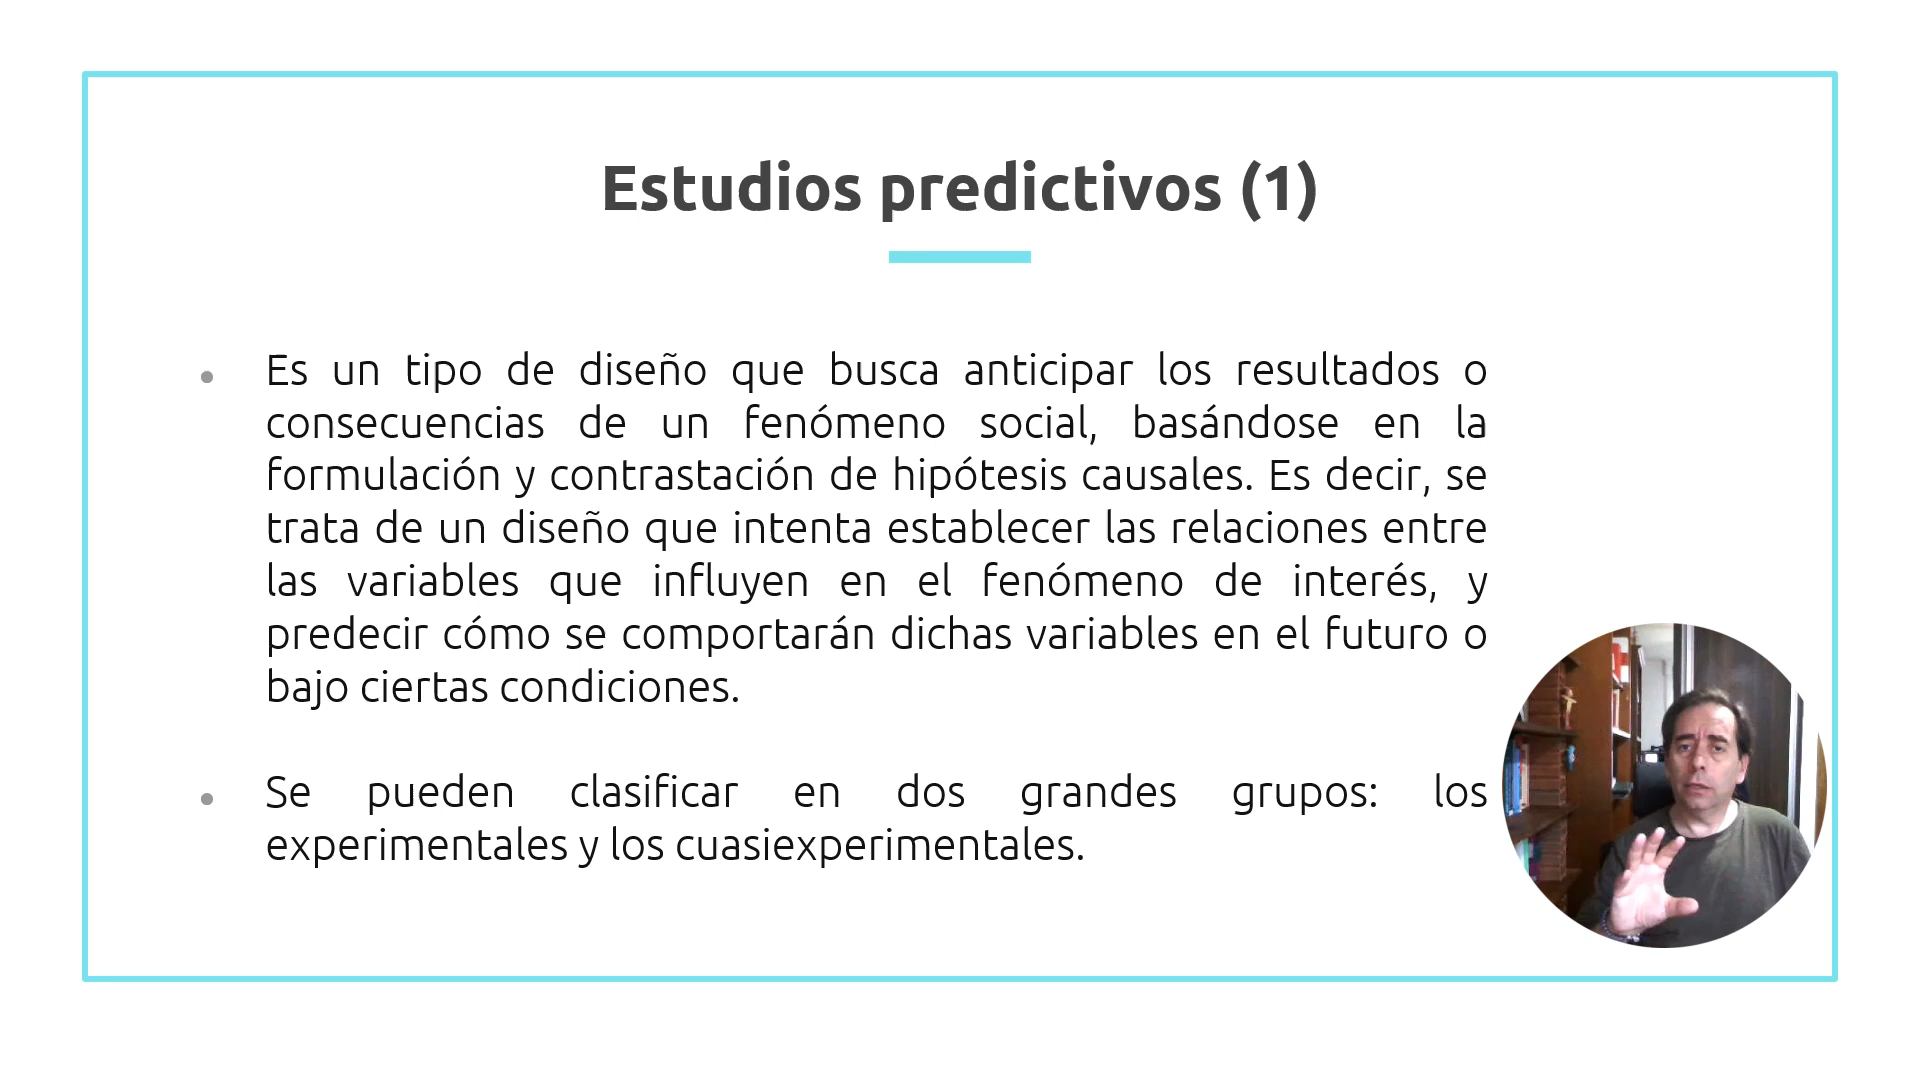 Estudios predictivos (1)
Es un tipo de diseño que busca anticipar los resultados o
consecuencias de un fenómeno social, basándose en la
formulación y contrastación de hipótesis causales. Es decir, se
trata de un diseño que intenta establecer las relaciones entre
las variables que influyen en el fenómeno de interés, y
predecir cómo se comportarán dichas variables en el futuro o
bajo ciertas condiciones.
Se pueden clasificar en dos grandes grupos: los
experimentales y los cuasiexperimentales.